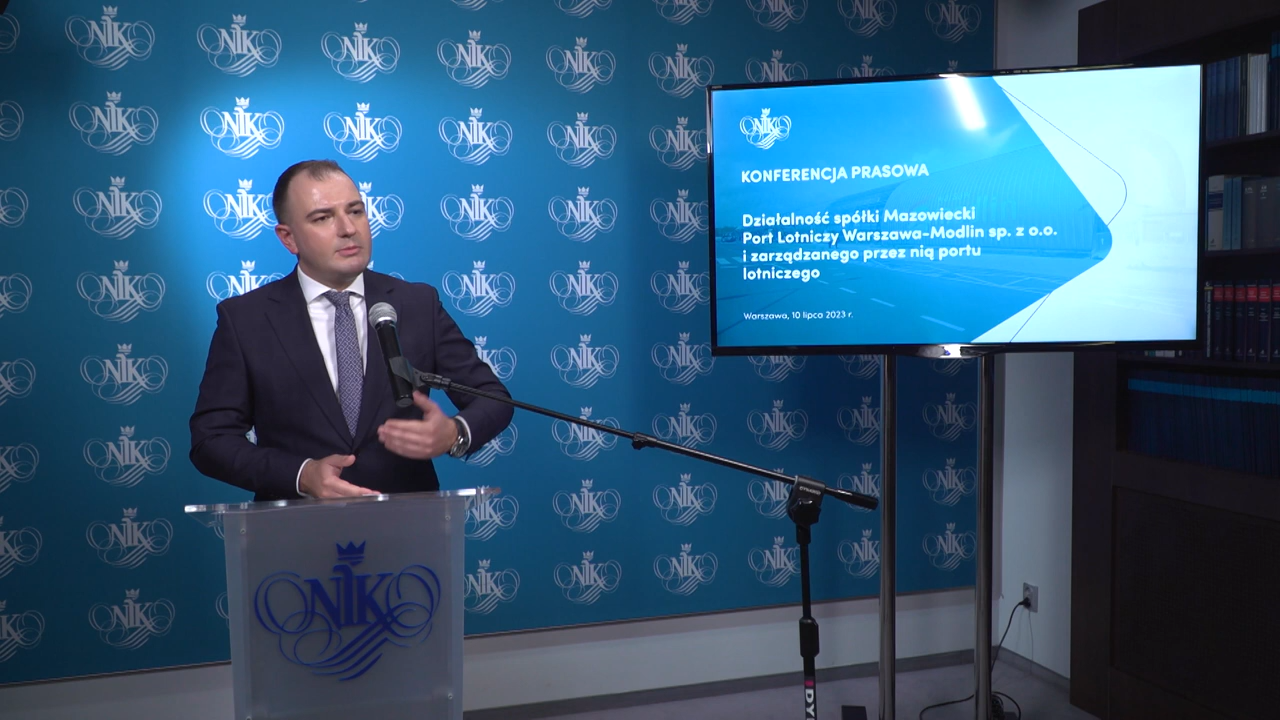 NIK
KONFERENCJA PRASOWA
Działalność spółki Mazowiecki
Port Lotniczy Warszawa-Modlin sp. z o.o.
i zarządzanego przez nią portu
lotniczego
Warszawa, 10 lipca 2023 r.
NIK